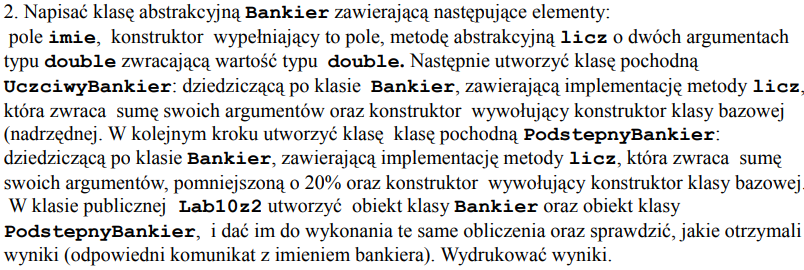 2. Napisać klasę abstrakcyjną Bankier zawierającą następujące elementy:
pole imie, konstruktor wypełniający to pole, metodę abstrakcyjną licz o dwóch argumentach
typu double zwracającą wartość typu double. Następnie utworzyć klasę pochodną
UczciwyBankier: dziedziczącą po klasie Bankier, zawierającą implementację metody licz,
która zwraca sumę swoich argumentów oraz konstruktor wywołujący konstruktor klasy bazowej
(nadrzędnej. W kolejnym kroku utworzyć klasę klasę pochodną PodstepnyBankier:
dziedziczącą po klasie Bankier, zawierającą implementację metody licz, która zwraca sumę
swoich argumentów, pomniejszoną o 20% oraz konstruktor wywołujący konstruktor klasy bazowej.
W klasie publicznej Lab10z2 utworzyć obiekt klasy Bankier oraz obiekt klasy
PodstepnyBankier, i dać im do wykonania te same obliczenia oraz sprawdzić, jakie otrzymali
wyniki (odpowiedni komunikat z imieniem bankiera). Wydrukować wyniki.